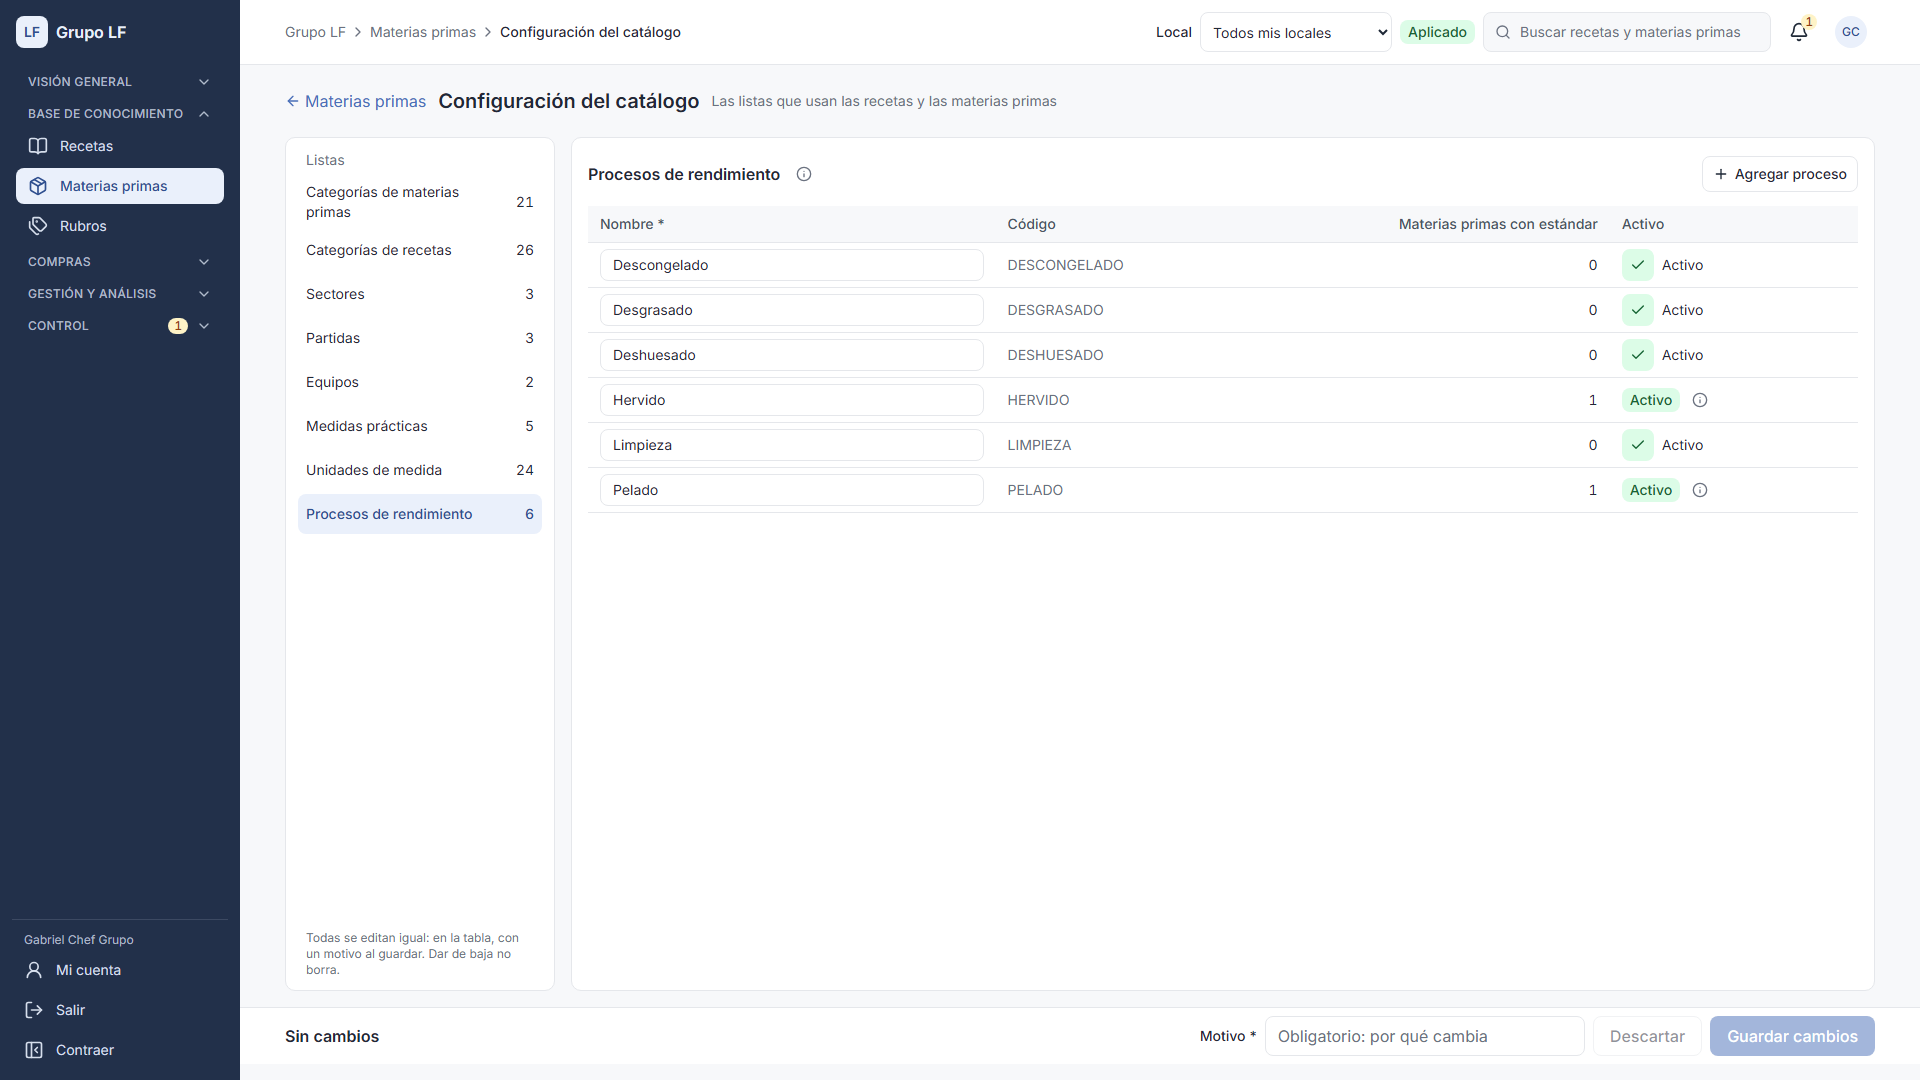 LF Grupo LF
VISIÓN GENERAL
BASE DE CONOCIMIENTO
Recetas
Materias primas
Rubros
COMPRAS
GESTIÓN Y ANÁLISIS
CONTROL 1
Gabriel Chef Grupo
Mi cuenta
Salir
Contraer
Grupo LF > Materias primas > Configuración del catálogo
Local Todos mis locales Aplicado Buscar recetas y materias primas 1 GC
← Materias primas Configuración del catálogo Las listas que usan las recetas y las materias primas
Listas
Categorías de materias primas 21
Categorías de recetas 26
Sectores 3
Partidas 3
Equipos 2
Medidas prácticas 5
Unidades de medida 24
Procesos de rendimiento 6
Todas se editan igual: en la tabla, con
un motivo al guardar. Dar de baja no
borra.
Procesos de rendimiento + Agregar proceso
Nombre * Código Materias primas con estándar Activo
Descongelado DESCONGELADO 0 Activo
Desgrasado DESGRASADO 0 Activo
Deshuesado DESHUESADO 0 Activo
Hervido HERVIDO 1 Activo
Limpieza LIMPIEZA 0 Activo
Pelado PELADO 1 Activo
Sin cambios Motivo * Obligatorio: por qué cambia Descartar Guardar cambios